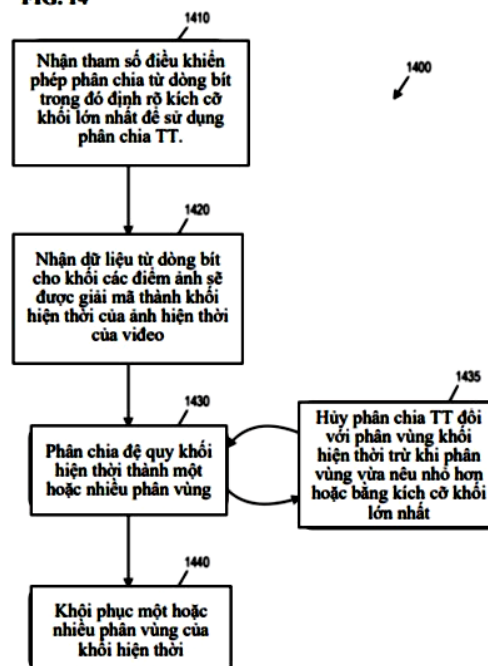 FIG. 14
1410
Nhận tham số điều khiển
phép phân chia từ dòng bít
trong đó định rõ kích cỡ
khối lớn nhất để sử dụng
phân chia TT.
1400
1420
Nhận dữ liệu từ dòng bít
cho khối các điểm ảnh sẽ
được giải mã thành khối
hiện thời của ảnh hiện thời
của video
1430
Phân chia đệ quy khối
hiện thời thành một
hoặc nhiều phân vùng
1435
Hủy phân chia TT đối
với phân vùng khối
hiện thời trừ khi phân
vùng vừa nêu nhỏ hơn
hoặc bằng kích cỡ khối
lớn nhất
1440
Khôi phục một hoặc
nhiều phân vùng của
khối hiện thời